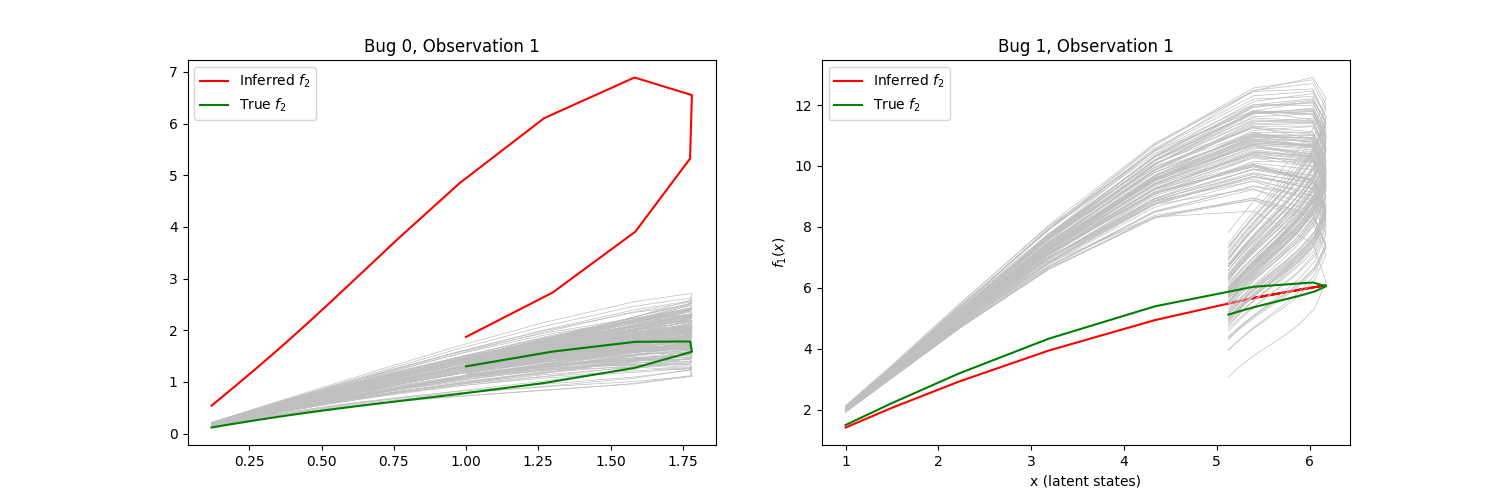 Bug 0, Observation 1
Inferred f₂
True f₂
7
6
5
4
3
2
1
0
0.25 0.50 0.75 1.00 1.25 1.50 1.75
Bug 1, Observation 1
Inferred f₂
True f₂
f₁(x)
12
10
8
6
4
2
1 2 3 4 5 6
x (latent states)